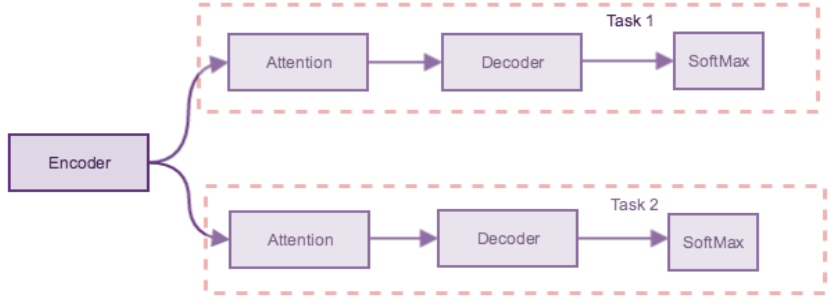 Task 1
Attention
Decoder
SoftMax
Encoder
Task 2
Attention
Decoder
SoftMax